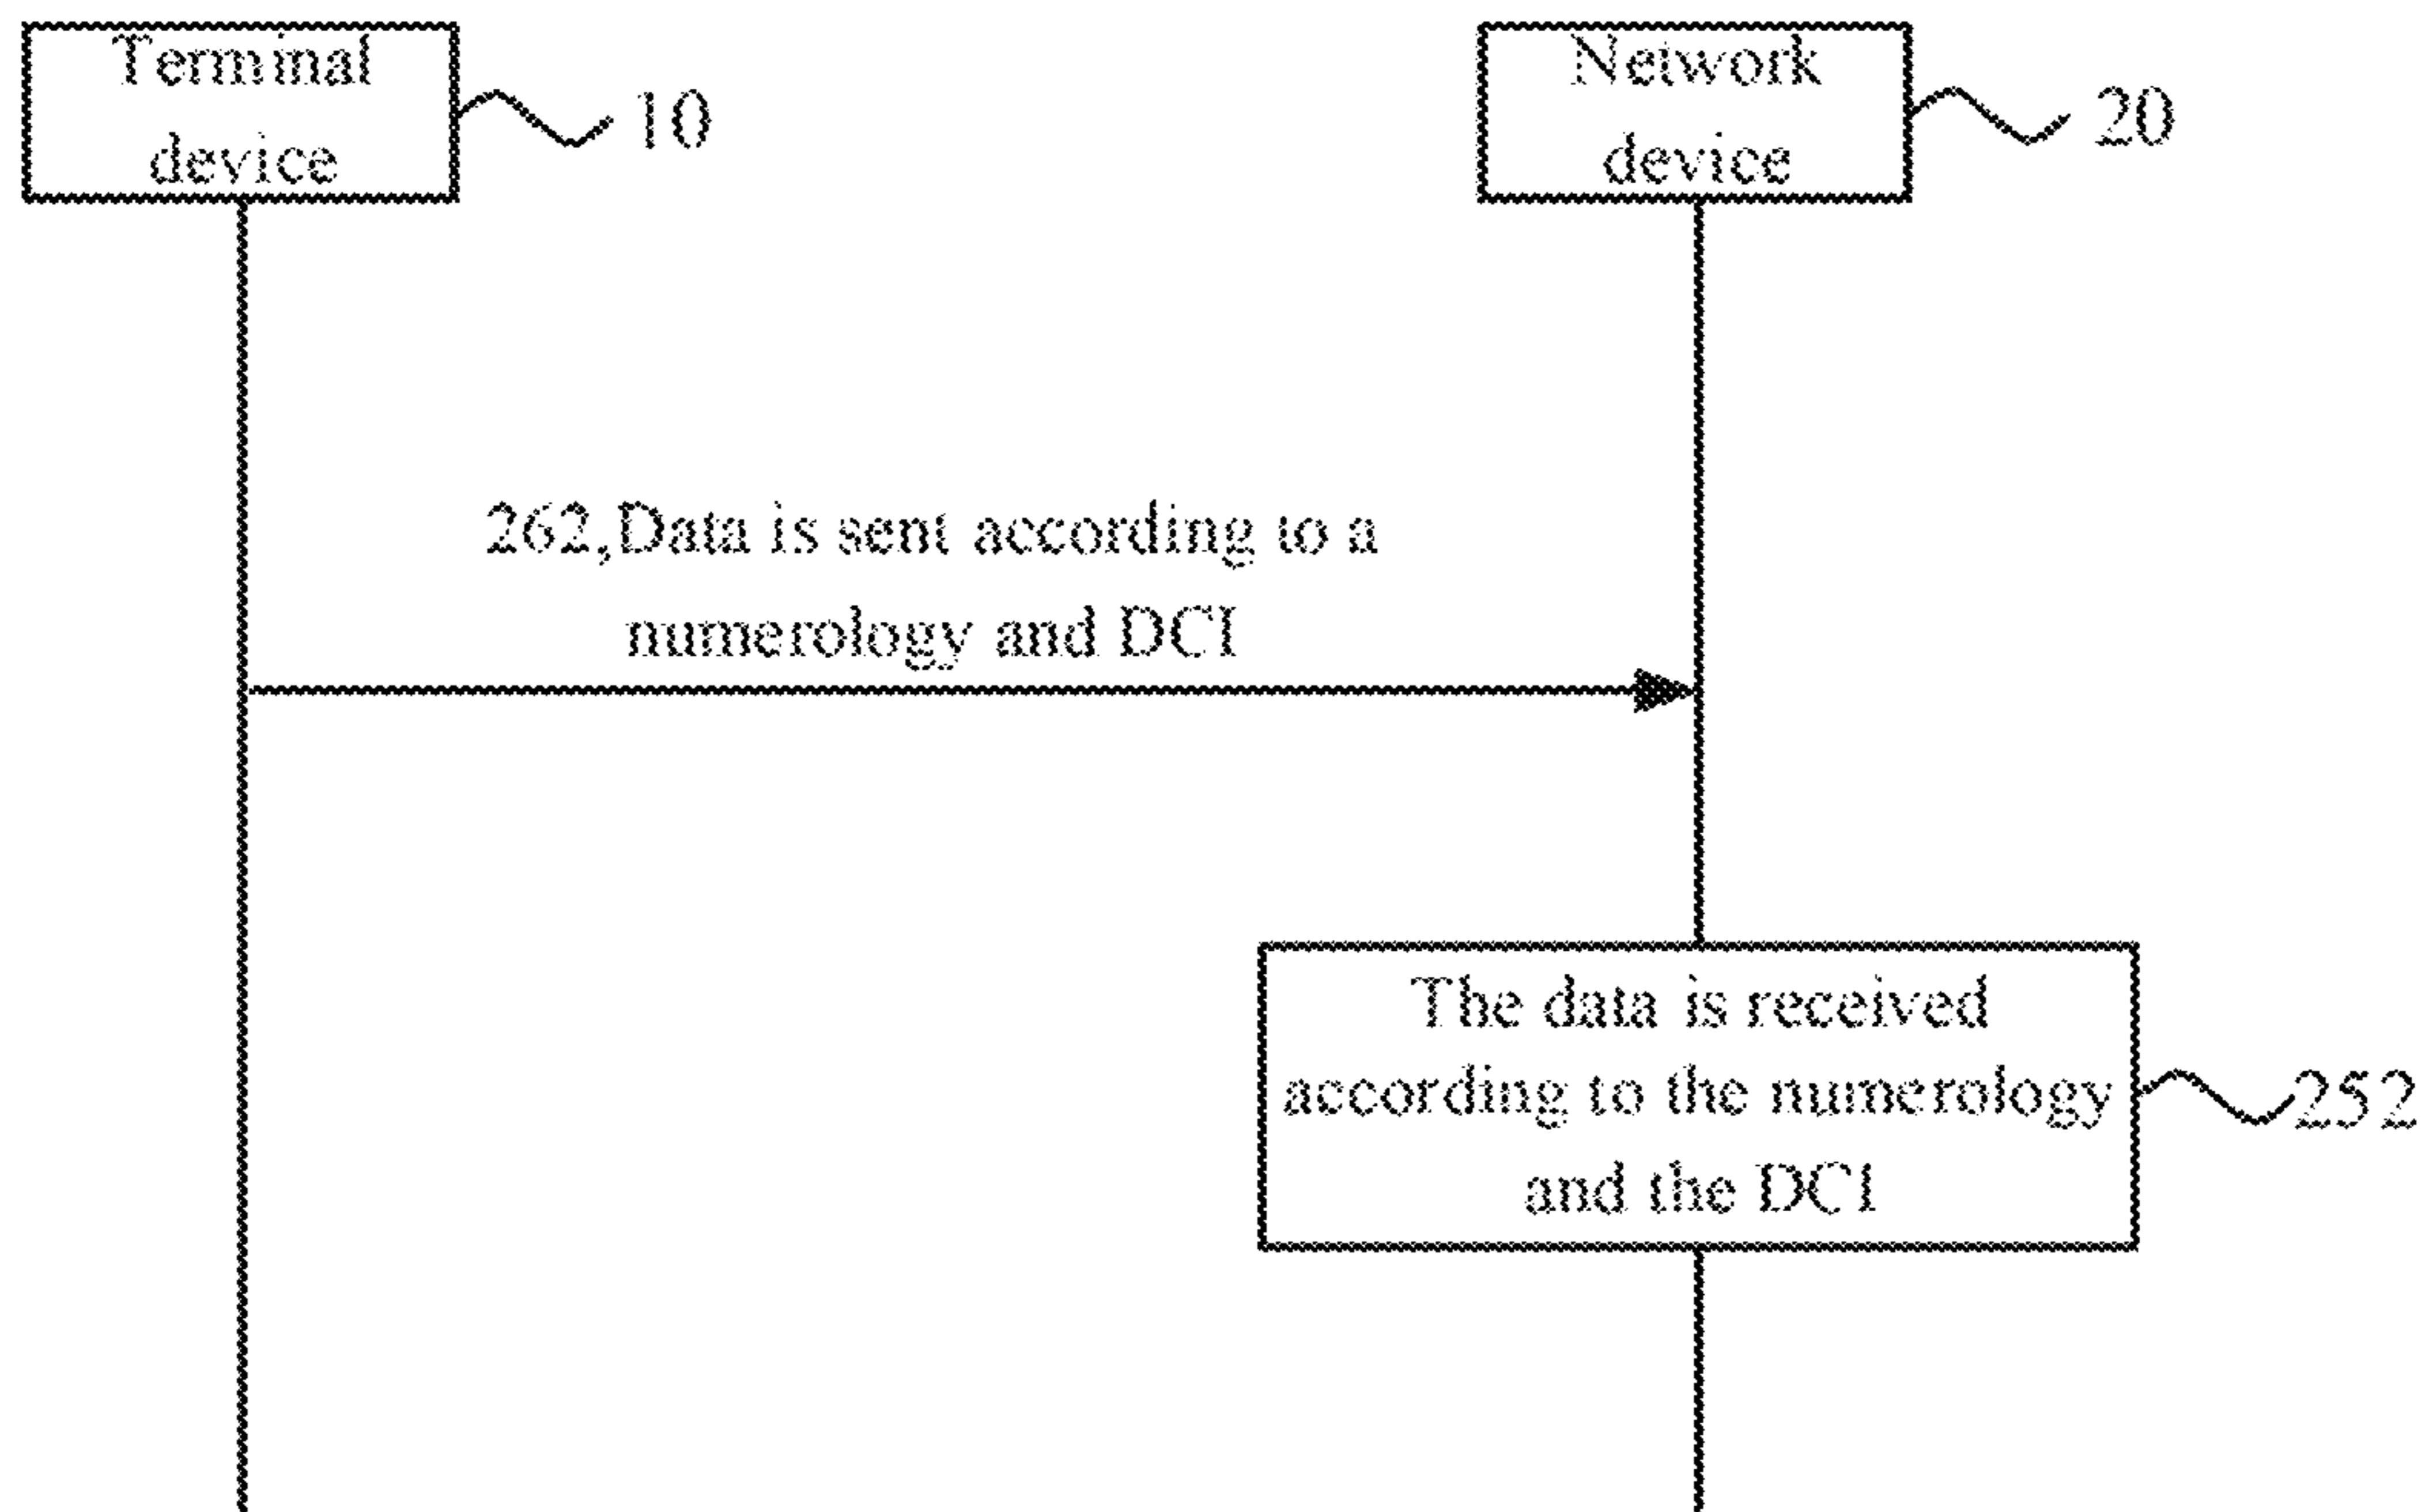 Terminal
device
10
Network
device
20
262,Data is sent according to a
numerology and DCI
The data is received
according to the numerology
and the DCI
252